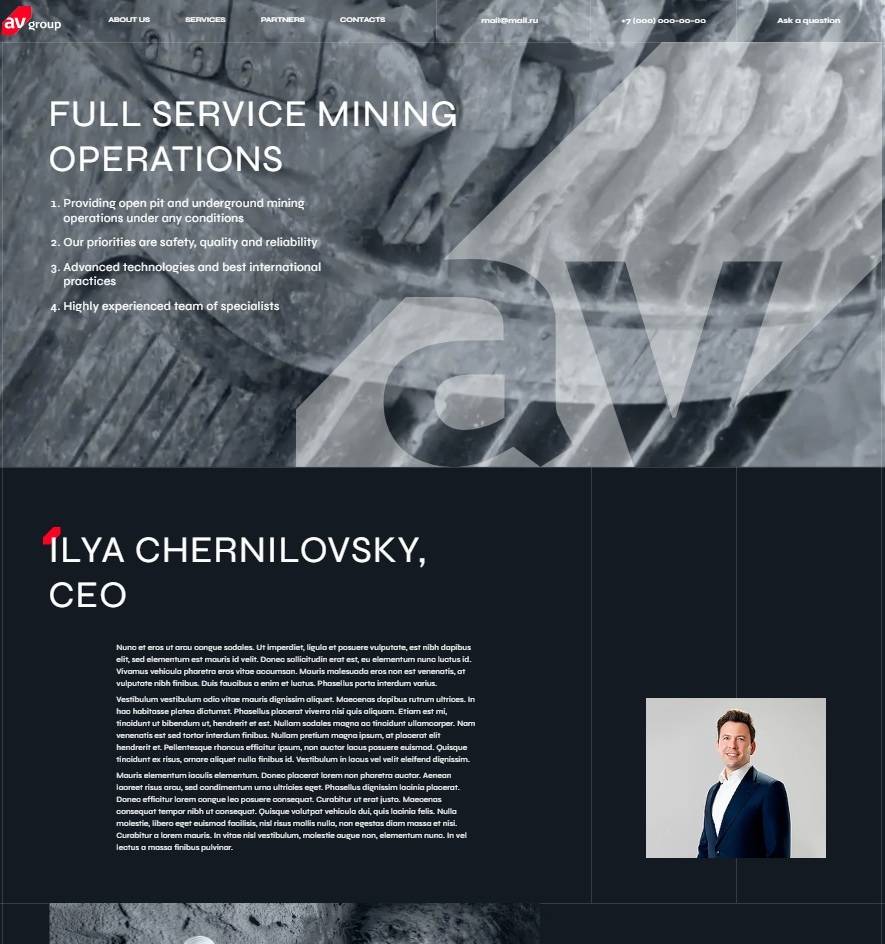 av group
ABOUT US
SERVICES
PARTNERS
CONTACTS
mail@mail.ru
+7 (000) 000-00-00
Ask a question
FULL SERVICE MINING
OPERATIONS
1. Providing open pit and underground mining
operations under any conditions
2. Our priorities are safety, quality and reliability
3. Advanced technologies and best international
practices
4. Highly experienced team of specialists
av
ILYA CHERNILOVSKY,
CEO
Nunc et eros ut arcu congue sodales. Ut imperdiet, ligula et posuere vulputate, est nibh dapibus
elit, sed elementum est mauris id velit. Donec sollicitudin erat est, eu elementum nunc luctus id.
Vivamus vehicula pharetra eros vitae accumsan. Mauris malesuada eros non est venenatis, at
vulputate nibh finibus. Duis faucibus a enim et luctus. Phasellus porta interdum varius.
Vestibulum vestibulum odio vitae mauris dignissim aliquet. Maecenas dapibus rutrum ultrices. In
hac habitasse platea dictumst. Phasellus placerat viverra nisi quis aliquam. Etiam est mi,
tincidunt ut bibendum ut, hendrerit et est. Nullam sodales magna ac tincidunt ullamcorper. Nam
venenatis est sed tortor interdum finibus. Nullam pretium magna ipsum, at placerat elit
hendrerit et. Pellentesque rhoncus efficitur ipsum, non auctor lacus posuere euismod. Quisque
tincidunt ex risus, ornare aliquet nulla finibus id. Vestibulum in lacus vel velit eleifend dignissim.
Mauris elementum iaculis elementum. Donec placerat lorem non pharetra auctor. Aenean
laoreet risus arcu, sed condimentum urna ultricies eget. Phasellus dignissim lacinia placerat.
Donec efficitur lorem congue leo posuere consequat. Curabitur ut erat justo. Maecenas
consequat tempor nibh ut consequat. Quisque volutpat vehicula dui, quis lacinia felis. Nulla
molestie, libero eget euismod facilisis, nisl risus mollis nulla, non egestas diam massa et nisi.
Curabitur a lorem mauris. In vitae nisl vestibulum, molestie augue non, elementum nunc. In vel
lectus a massa finibus pulvinar.